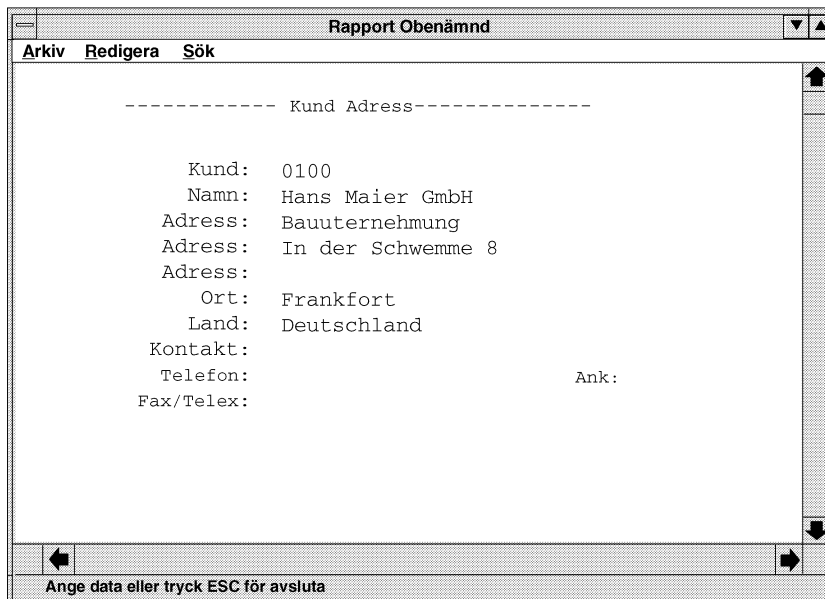 Rapport Obenämnd
Arkiv Redigera Sök
------------ Kund Adress--------------
Kund: 0100
Namn: Hans Maier GmbH
Adress: Bauuternehmung
Adress: In der Schwemme 8
Adress:
Ort: Frankfort
Land: Deutschland
Kontakt:
Telefon: Ank:
Fax/Telex:
Ange data eller tryck ESC för avsluta